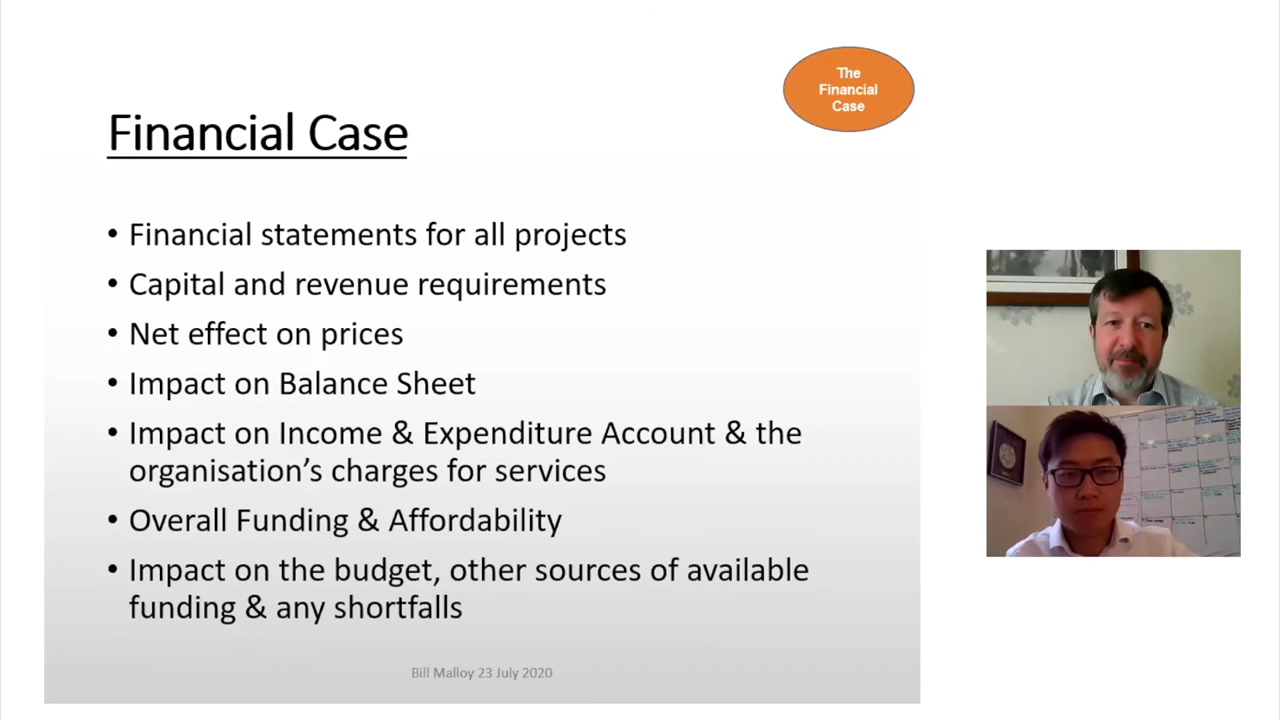 The
Financial
Case
Financial Case
• Financial statements for all projects
• Capital and revenue requirements
• Net effect on prices
• Impact on Balance Sheet
• Impact on Income & Expenditure Account & the
organisation’s charges for services
• Overall Funding & Affordability
• Impact on the budget, other sources of available
funding & any shortfalls
Bill Malloy 23 July 2020